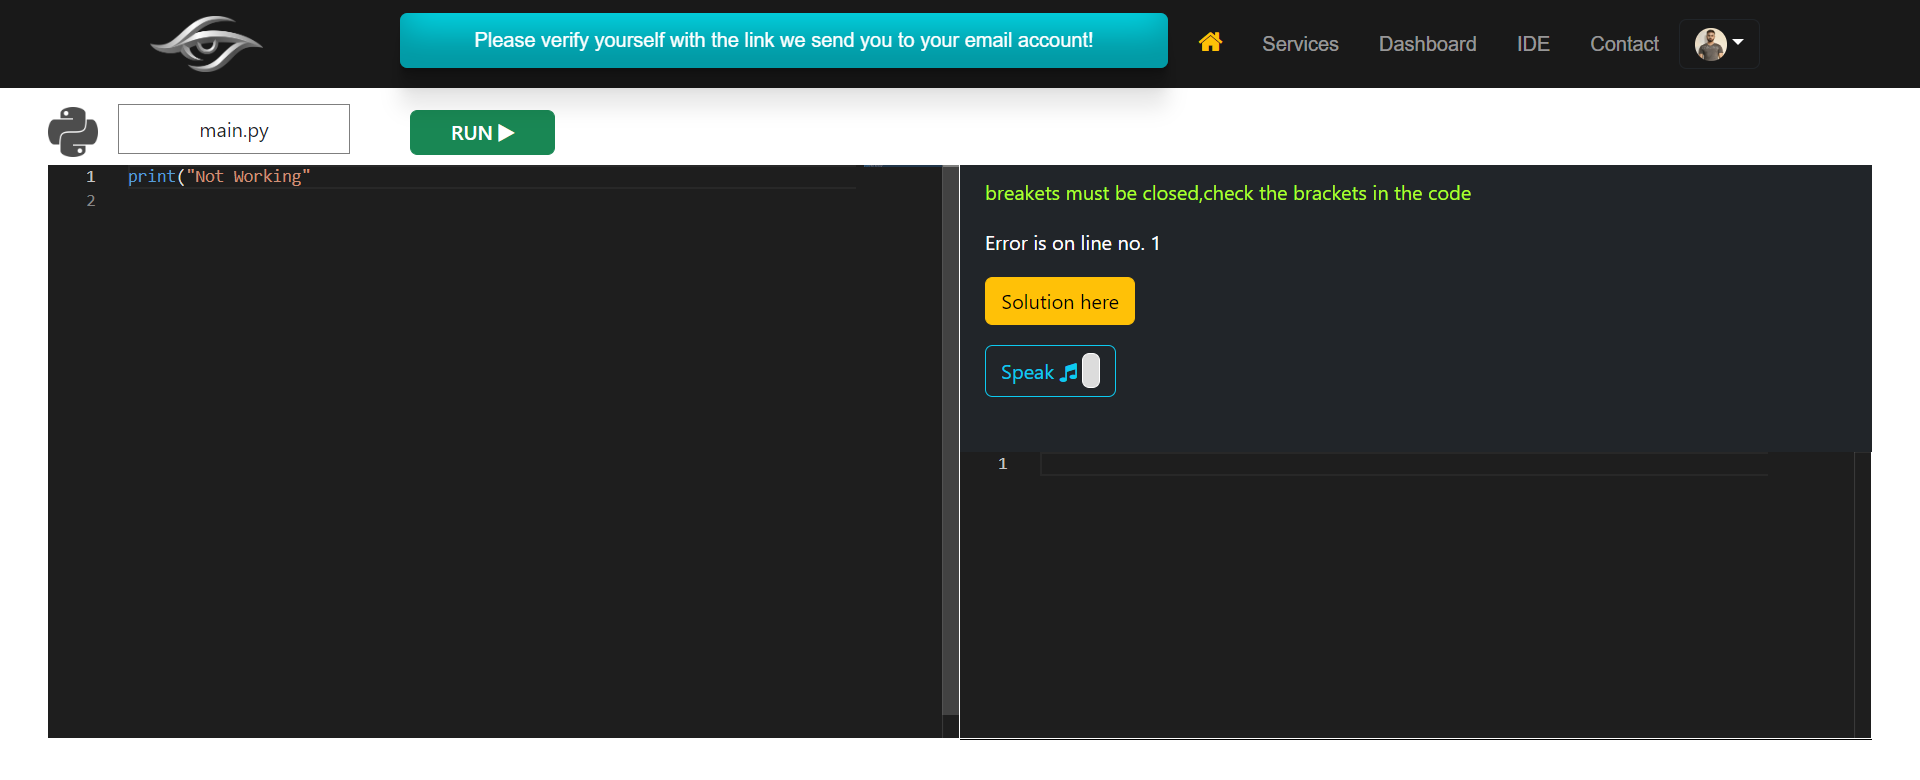 Please verify yourself with the link we send you to your email account!
Services Dashboard IDE Contact
main.py
RUN
1 print("Not Working"
2
breakets must be closed,check the brackets in the code
Error is on line no. 1
Solution here
Speak
1